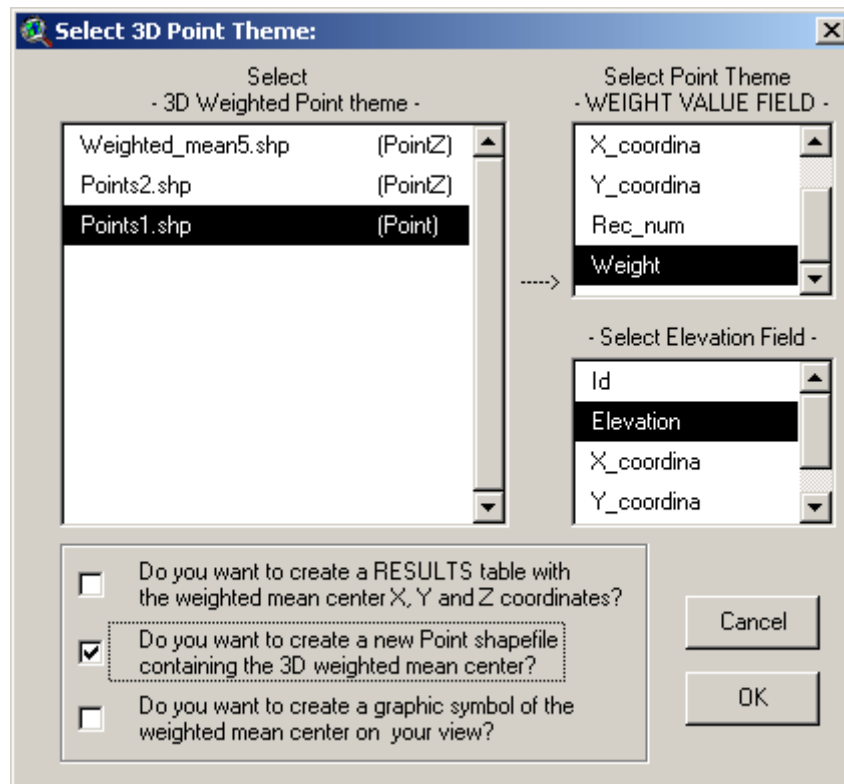 Select 3D Point Theme:
Select
- 3D Weighted Point theme -
Weighted_mean5.shp (PointZ)
Points2.shp (PointZ)
Points1.shp (Point)
----->
Select Point Theme
- WEIGHT VALUE FIELD -
X_coordina
Y_coordina
Rec_num
Weight
- Select Elevation Field -
Id
Elevation
X_coordina
Y_coordina
Do you want to create a RESULTS table with
the weighted mean center X, Y and Z coordinates?
Do you want to create a new Point shapefile
containing the 3D weighted mean center?
Do you want to create a graphic symbol of the
weighted mean center on your view?
Cancel
OK